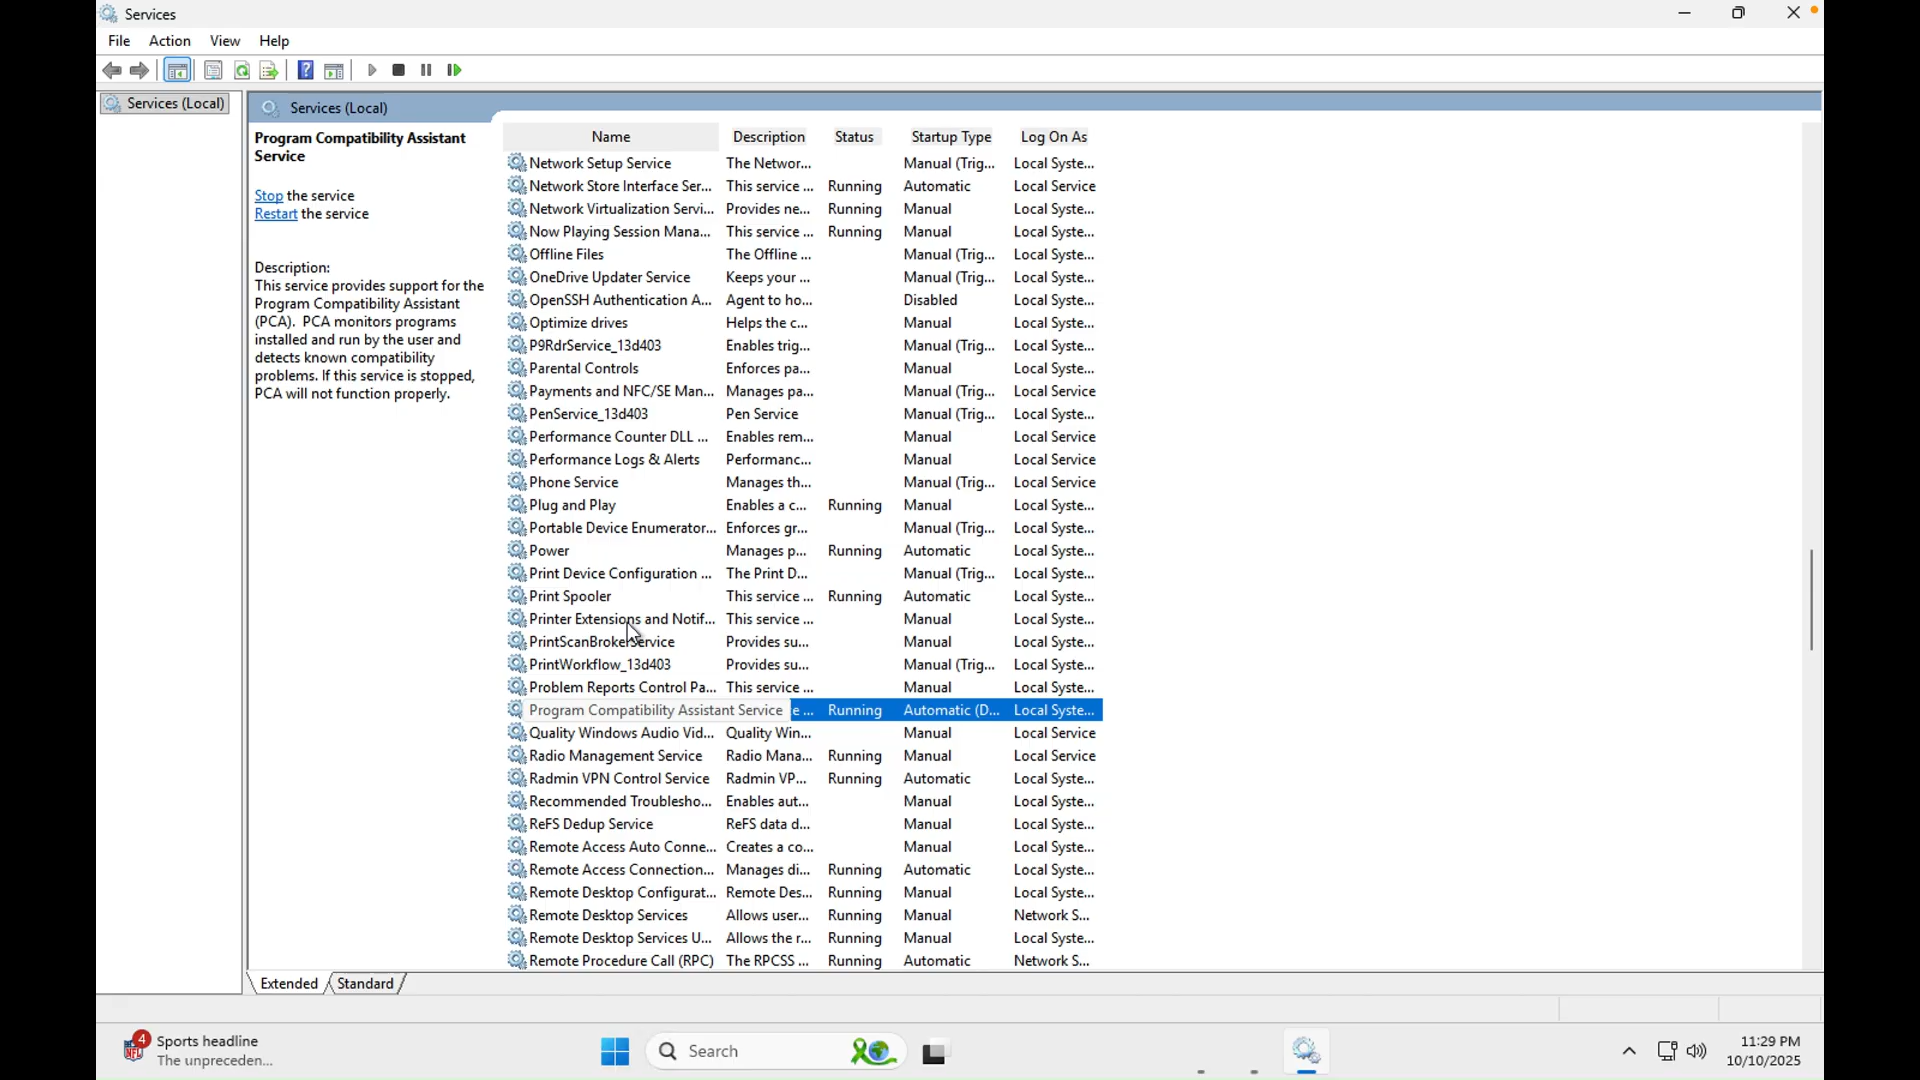 Services
File Action View Help
Services (Local)
Services (Local)
Program Compatibility Assistant
Service
Stop the service
Restart the service
Description:
This service provides support for the
Program Compatibility Assistant
(PCA). PCA monitors programs
installed and run by the user and
detects known compatibility
problems. If this service is stopped,
PCA will not function properly.
Name Description Status Startup Type Log On As
Network Setup Service The Networ... Manual (Trig... Local Syste...
Network Store Interface Ser... This service ... Running Automatic Local Service
Network Virtualization Servi... Provides ne... Running Manual Local Syste...
Now Playing Session Mana... This service ... Running Manual Local Syste...
Offline Files The Offline ... Manual (Trig... Local Syste...
OneDrive Updater Service Keeps your ... Manual (Trig... Local Syste...
OpenSSH Authentication A... Agent to ho... Disabled Local Syste...
Optimize drives Helps the c... Manual Local Syste...
P9RdrService_13d403 Enables trig... Manual (Trig... Local Syste...
Parental Controls Enforces pa... Manual Local Syste...
Payments and NFC/SE Man... Manages pa... Manual (Trig... Local Service
PenService_13d403 Pen Service Manual (Trig... Local Syste...
Performance Counter DLL ... Enables rem... Manual Local Service
Performance Logs & Alerts Performanc... Manual Local Service
Phone Service Manages th... Manual (Trig... Local Service
Plug and Play Enables a c... Running Manual Local Syste...
Portable Device Enumerator... Enforces gr... Manual (Trig... Local Syste...
Power Manages p... Running Automatic Local Syste...
Print Device Configuration ... The Print D... Manual (Trig... Local Syste...
Print Spooler This service ... Running Automatic Local Syste...
Printer Extensions and Notif... This service ... Manual Local Syste...
PrintScanBrokerService Provides su... Manual Local Syste...
PrintWorkflow_13d403 Provides su... Manual (Trig... Local Syste...
Problem Reports Control Pa... This service ... Manual Local Syste...
Program Compatibility Assistant Service e ... Running Automatic (D... Local Syste...
Quality Windows Audio Vid... Quality Win... Manual Local Service
Radio Management Service Radio Mana... Running Manual Local Service
Radmin VPN Control Service Radmin VP... Running Automatic Local Syste...
Recommended Troublesho... Enables aut... Manual Local Syste...
ReFS Dedup Service ReFS data d... Manual Local Syste...
Remote Access Auto Conne... Creates a co... Manual Local Syste...
Remote Access Connection... Manages di... Running Automatic Local Syste...
Remote Desktop Configurat... Remote Des... Running Manual Local Syste...
Remote Desktop Services Allows user... Running Manual Network S...
Remote Desktop Services U... Allows the r... Running Manual Local Syste...
Remote Procedure Call (RPC) The RPCSS ... Running Automatic Network S...
Extended Standard
4 NFL Sports headline
The unpreceden...
Search
11:29 PM
10/10/2025